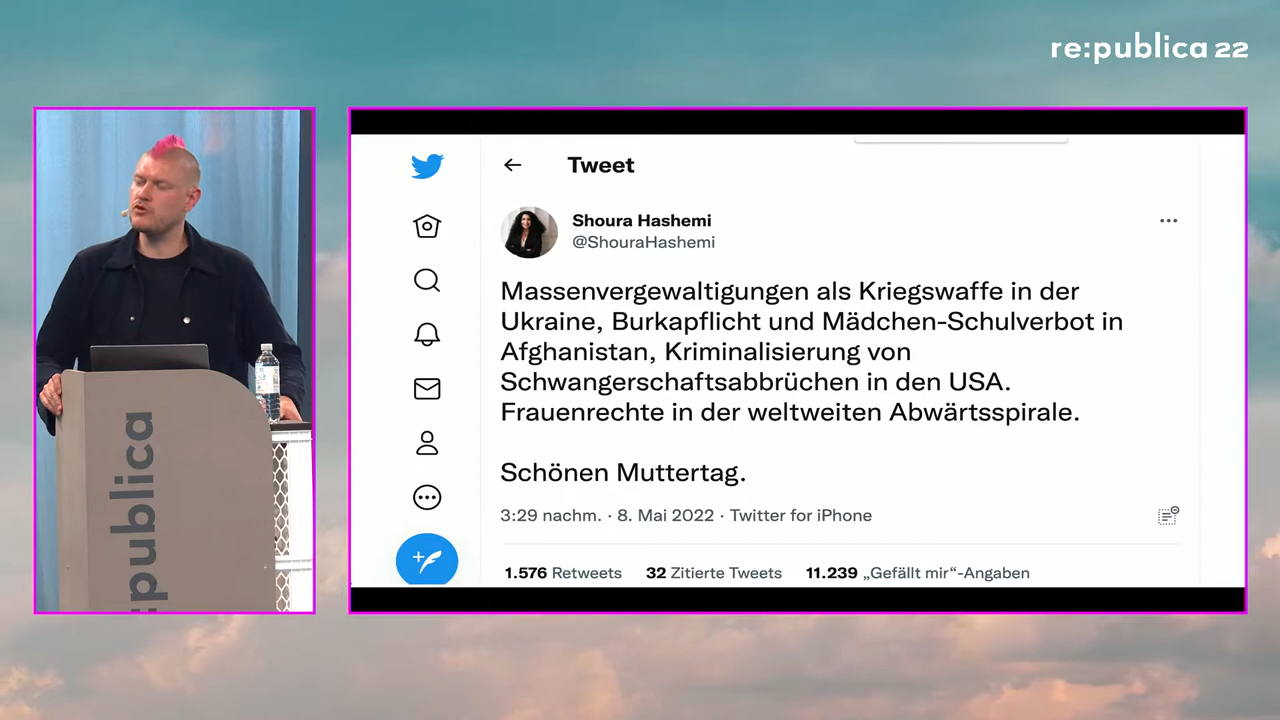 re:publica 22
:publica
Tweet
Shoura Hashemi
@ShouraHashemi
Massenvergewaltigungen als Kriegswaffe in der
Ukraine, Burkapflicht und Mädchen-Schulverbot in
Afghanistan, Kriminalisierung von
Schwangerschaftsabbrüchen in den USA.
Frauenrechte in der weltweiten Abwärtsspirale.
Schönen Muttertag.
3:29 nachm. · 8. Mai 2022 · Twitter for iPhone
1.576 Retweets 32 Zitierte Tweets 11.239 „Gefällt mir“-Angaben